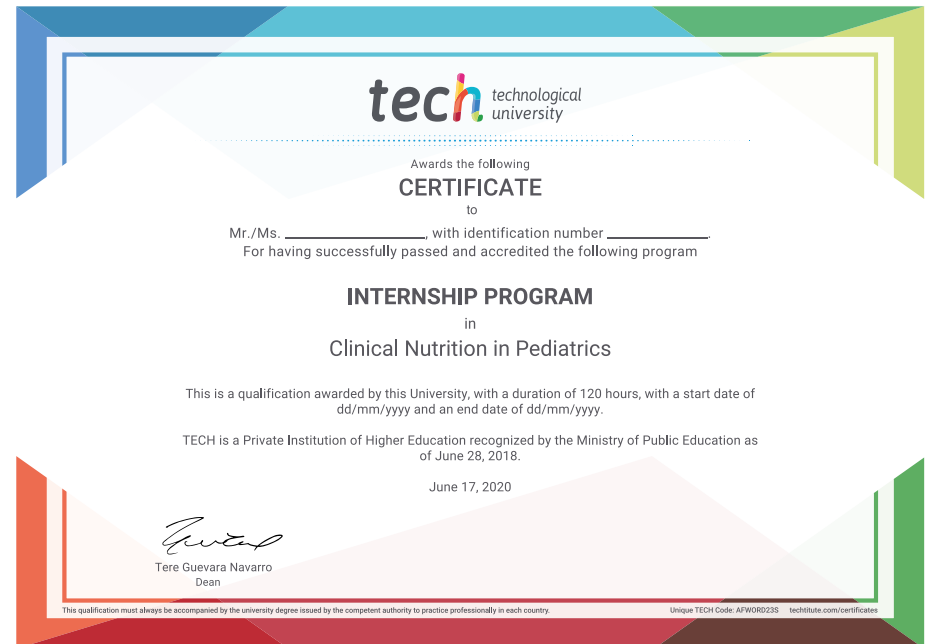 tech technological
university
Awards the following
CERTIFICATE
to
Mr./Ms. ____________________, with identification number ______________.
For having successfully passed and accredited the following program
INTERNSHIP PROGRAM
in
Clinical Nutrition in Pediatrics
This is a qualification awarded by this University, with a duration of 120 hours, with a start date of
dd/mm/yyyy and an end date of dd/mm/yyyy.
TECH is a Private Institution of Higher Education recognized by the Ministry of Public Education as
of June 28, 2018.
June 17, 2020
Tere Guevara Navarro
Dean
This qualification must always be accompanied by the university degree issued by the competent authority to practice professionally in each country.
Unique TECH Code: AFWORD23S techtitute.com/certificates